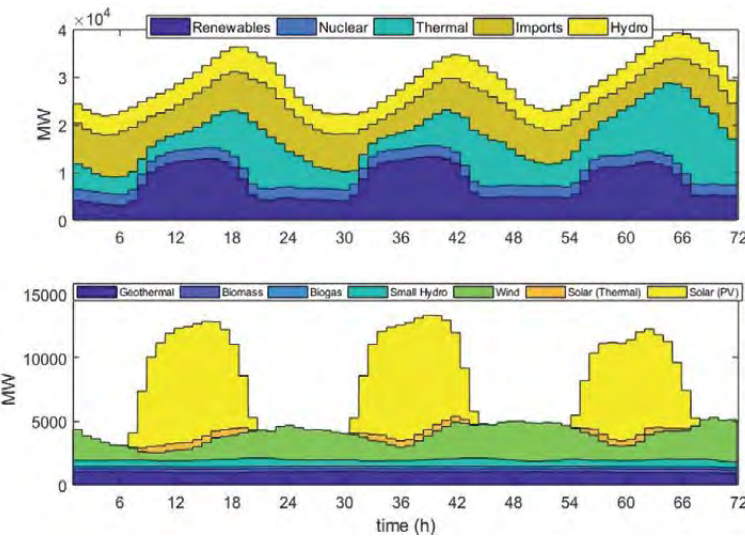 ×10⁴
Renewables Nuclear Thermal Imports Hydro
4
3
2
1
0
MW
6 12 18 24 30 36 42 48 54 60 66 72
Geothermal Biomass Biogas Small Hydro Wind Solar (Thermal) Solar (PV)
15000
10000
5000
0
MW
6 12 18 24 30 36 42 48 54 60 66 72
time (h)